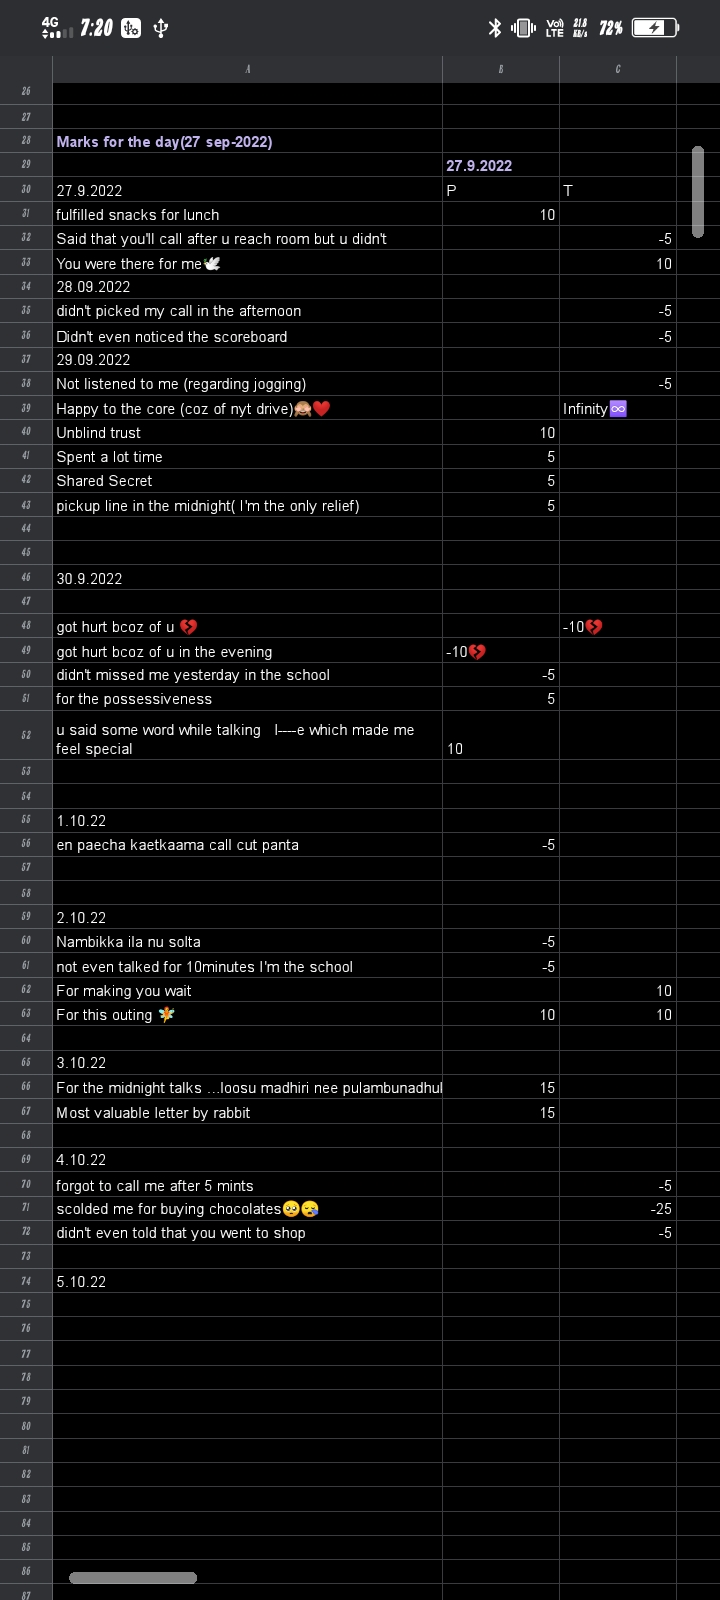 4G 7:20 Vo) LTE 21.8 KB/s 72%
A B C
26
27
28 Marks for the day(27 sep-2022)
29 27.9.2022
30 27.9.2022 P T
31 fulfilled snacks for lunch 10
32 Said that you'll call after u reach room but u didn't -5
33 You were there for me🕊️ 10
34 28.09.2022
35 didn't picked my call in the afternoon -5
36 Didn't even noticed the scoreboard -5
37 29.09.2022
38 Not listened to me (regarding jogging) -5
39 Happy to the core (coz of nyt drive)🙈❤️ Infinity♾️
40 Unblind trust 10
41 Spent a lot time 5
42 Shared Secret 5
43 pickup line in the midnight( I'm the only relief) 5
44
45
46 30.9.2022
47
48 got hurt bcoz of u 💔 -10💔
49 got hurt bcoz of u in the evening -10💔
50 didn't missed me yesterday in the school -5
51 for the possessiveness 5
52 u said some word while talking l----e which made me
feel special 10
53
54
55 1.10.22
56 en paecha kaetkaama call cut panta -5
57
58
59 2.10.22
60 Nambikka ila nu solta -5
61 not even talked for 10minutes I'm the school -5
62 For making you wait 10
63 For this outing 🧚 10 10
64
65 3.10.22
66 For the midnight talks ...loosu madhiri nee pulambunadhul 15
67 Most valuable letter by rabbit 15
68
69 4.10.22
70 forgot to call me after 5 mints -5
71 scolded me for buying chocolates🥺😪 -25
72 didn't even told that you went to shop -5
73
74 5.10.22
75
76
77
78
79
80
81
82
83
84
85
86
87